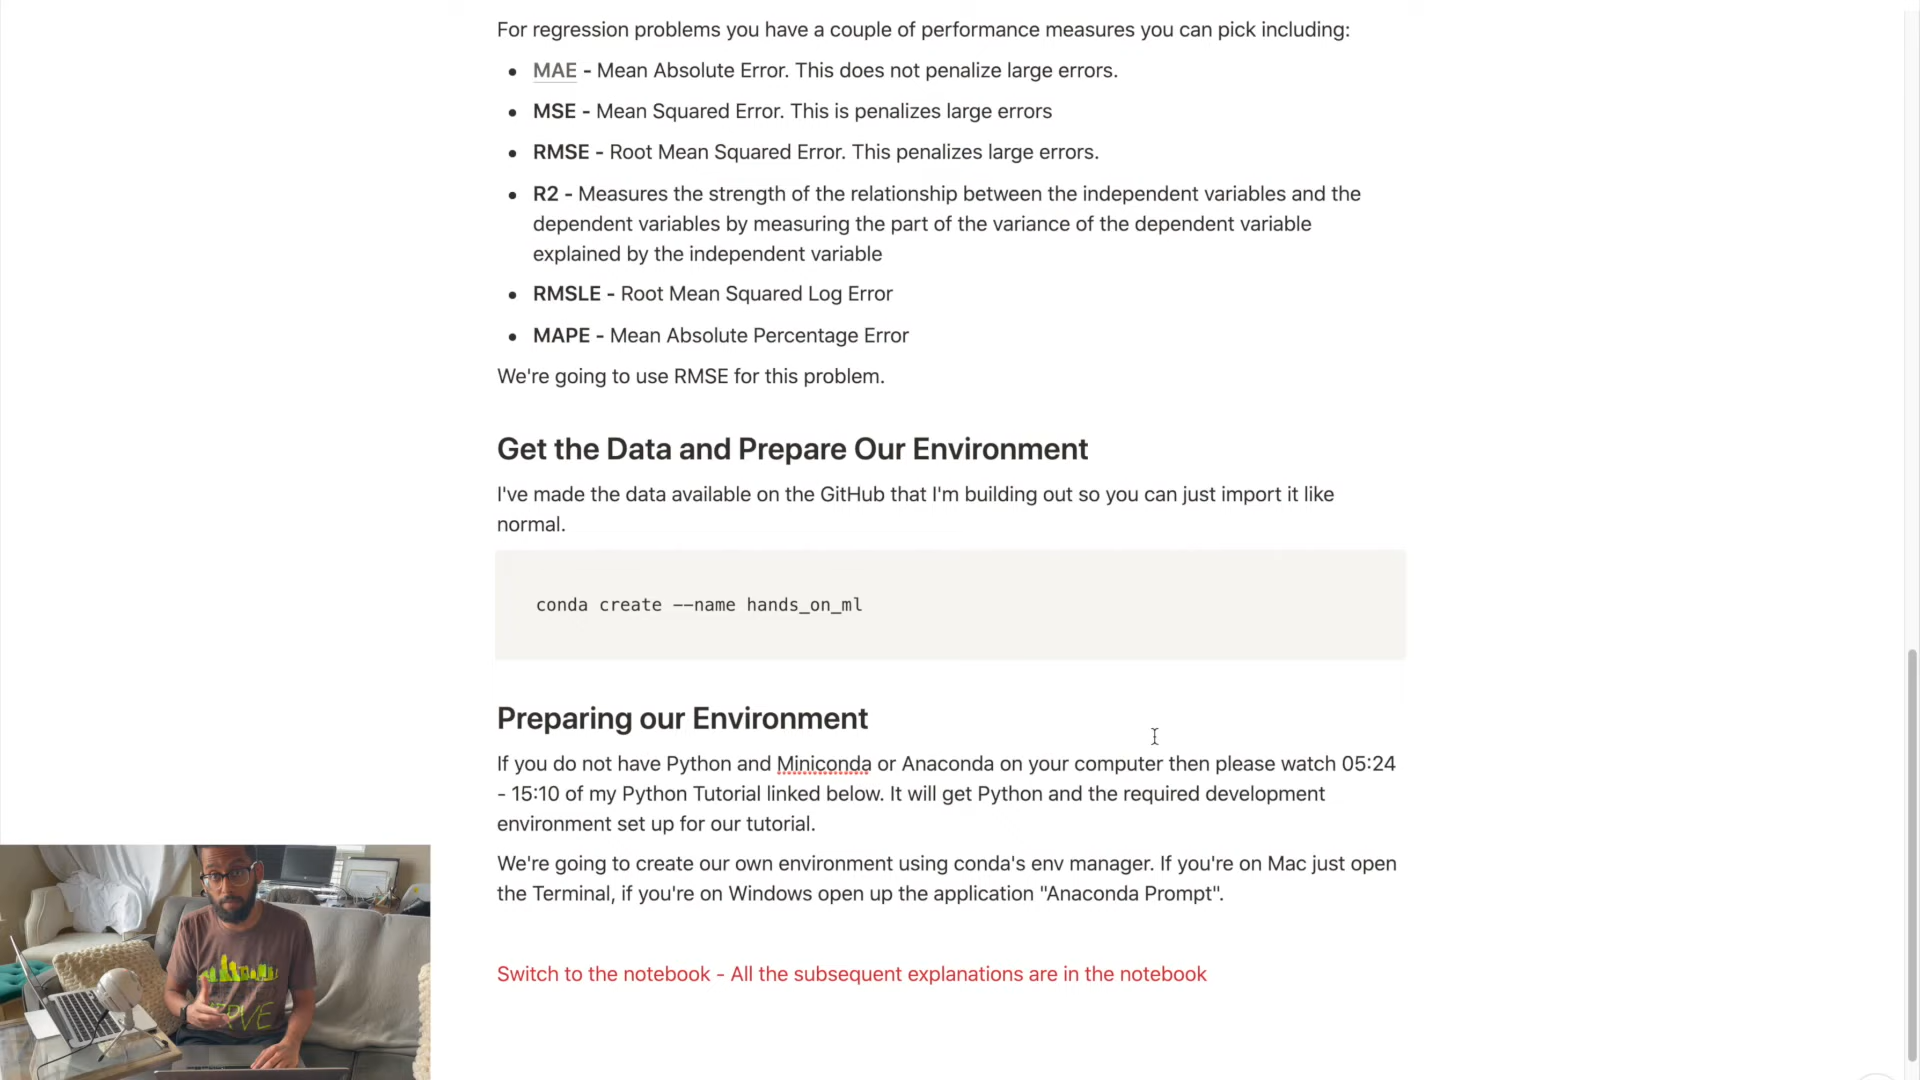 For regression problems you have a couple of performance measures you can pick including:
• MAE - Mean Absolute Error. This does not penalize large errors.
• MSE - Mean Squared Error. This is penalizes large errors
• RMSE - Root Mean Squared Error. This penalizes large errors.
• R2 - Measures the strength of the relationship between the independent variables and the
dependent variables by measuring the part of the variance of the dependent variable
explained by the independent variable
• RMSLE - Root Mean Squared Log Error
• MAPE - Mean Absolute Percentage Error
We're going to use RMSE for this problem.
Get the Data and Prepare Our Environment
I've made the data available on the GitHub that I'm building out so you can just import it like
normal.
conda create --name hands_on_ml
Preparing our Environment
If you do not have Python and Miniconda or Anaconda on your computer then please watch 05:24
- 15:10 of my Python Tutorial linked below. It will get Python and the required development
environment set up for our tutorial.
We're going to create our own environment using conda's env manager. If you're on Mac just open
the Terminal, if you're on Windows open up the application "Anaconda Prompt".
Switch to the notebook - All the subsequent explanations are in the notebook